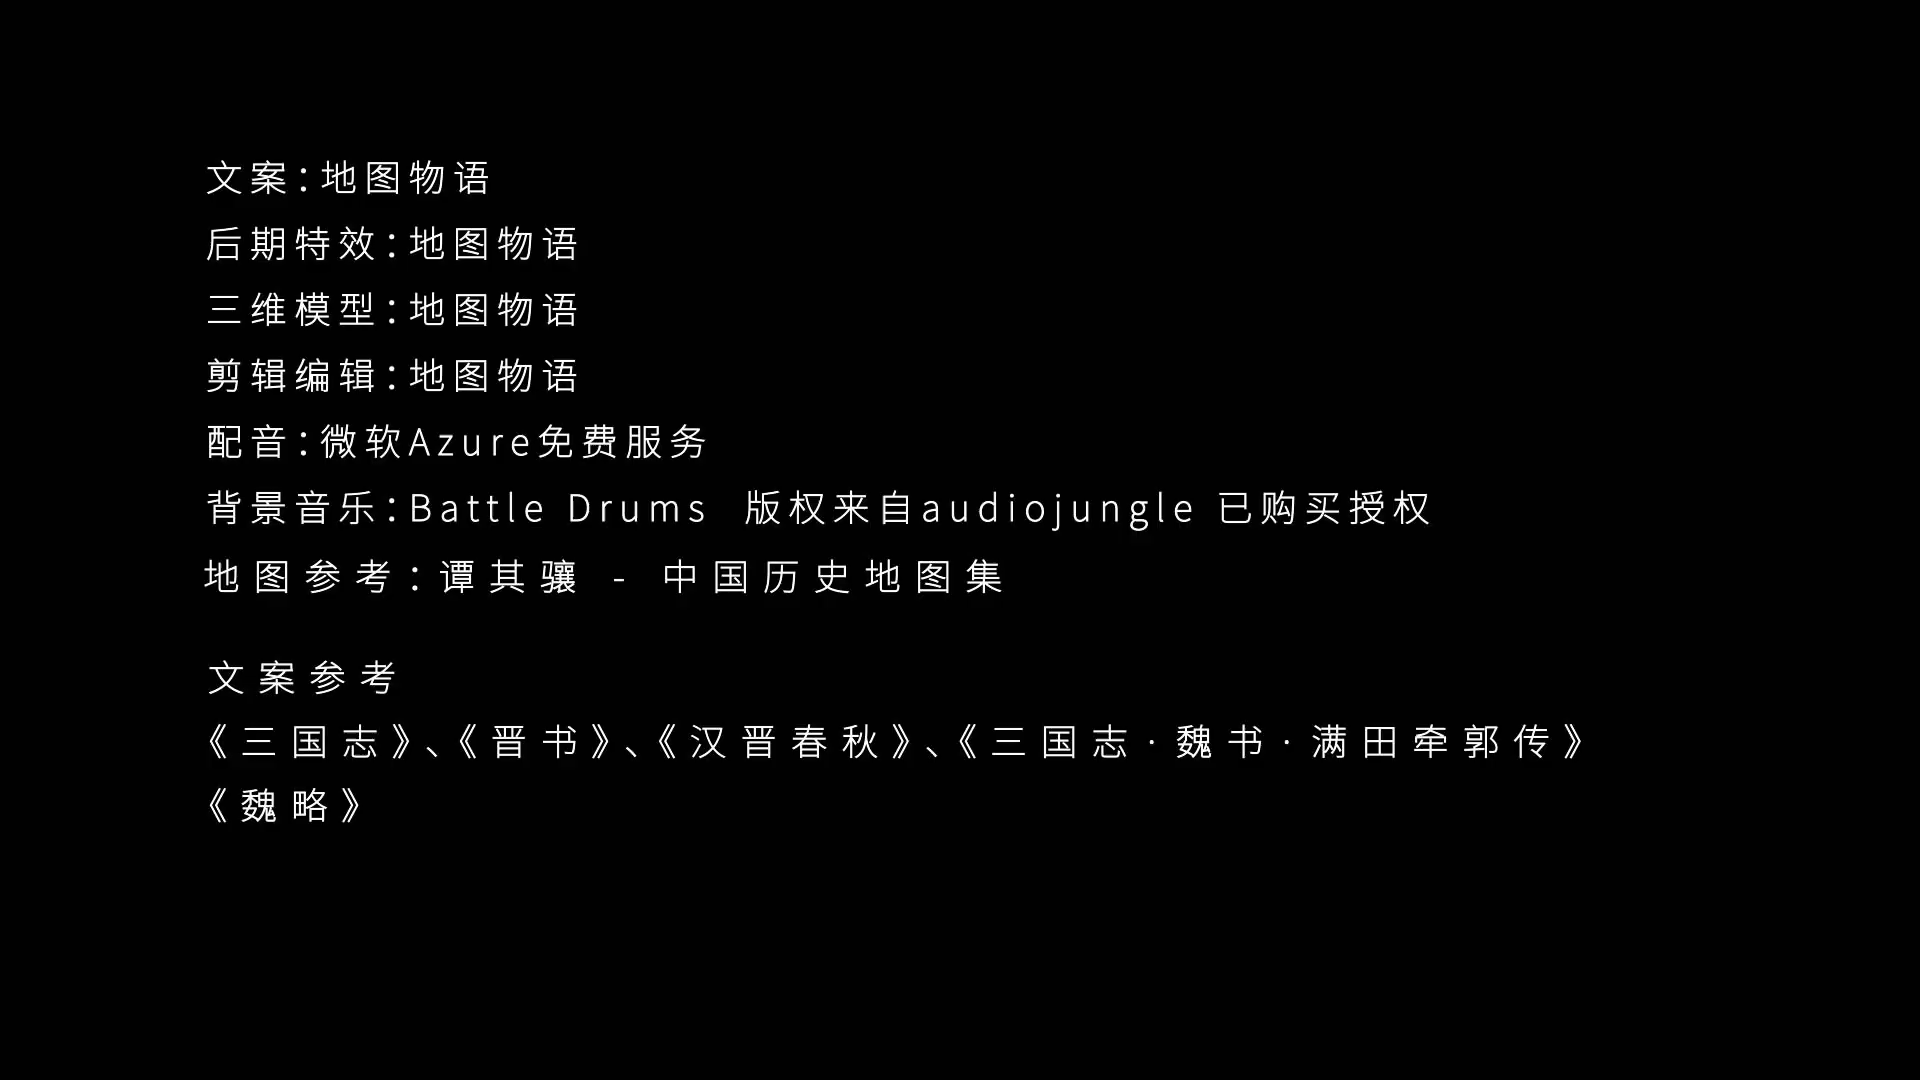 文案:地图物语
后期特效:地图物语
三维模型:地图物语
剪辑编辑:地图物语
配音:微软Azure免费服务
背景音乐:Battle Drums 版权来自audiojungle 已购买授权
地图参考:谭其骧 - 中国历史地图集
文案参考
《三国志》、《晋书》、《汉晋春秋》、《三国志·魏书·满田牵郭传》
《魏略》